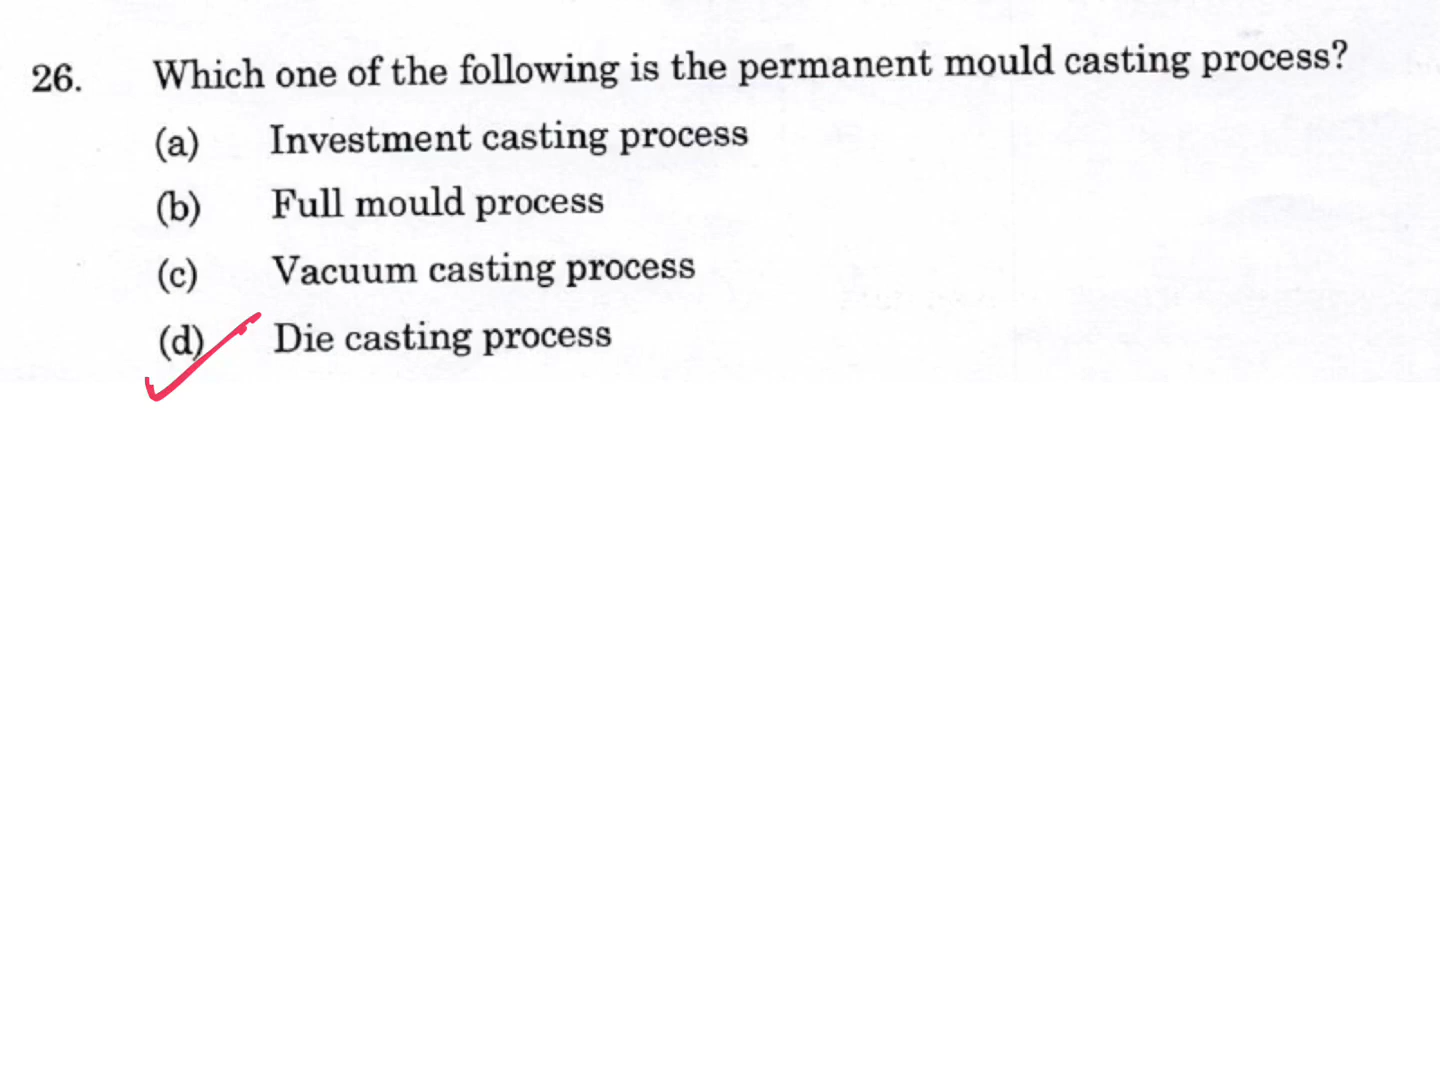 26. Which one of the following is the permanent mould casting process?
(a) Investment casting process
(b) Full mould process
(c) Vacuum casting process
(d) Die casting process